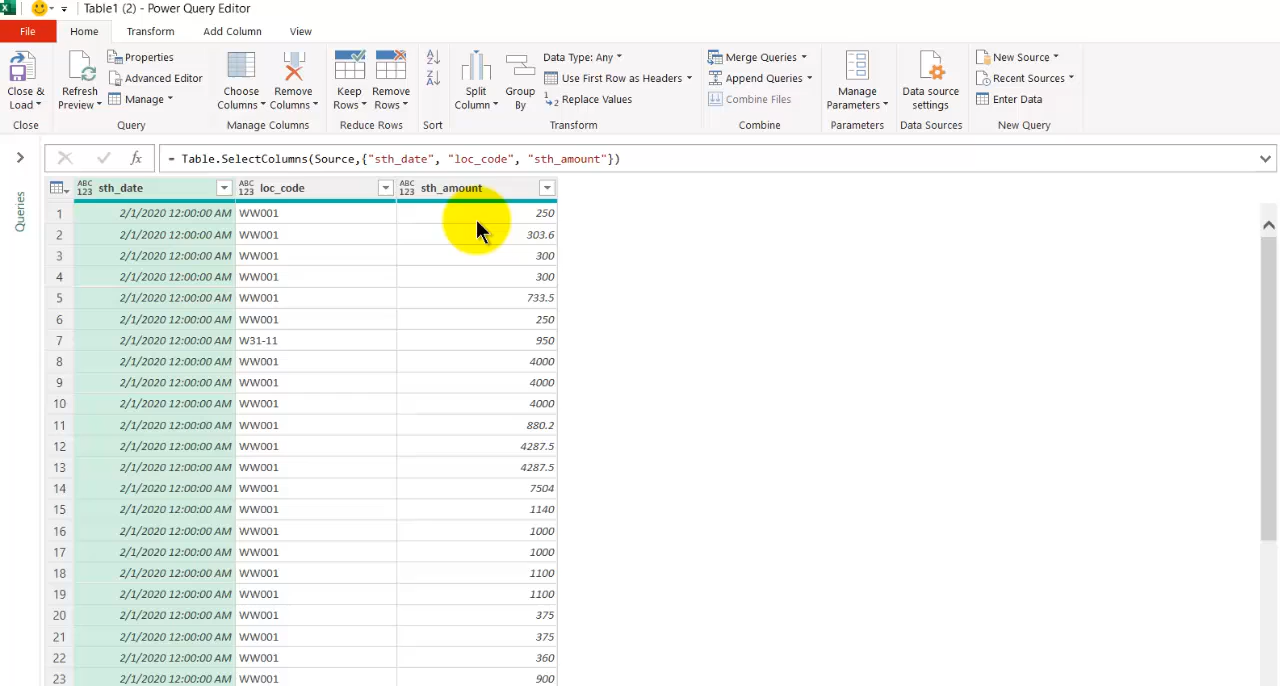 Table1 (2) - Power Query Editor
File Home Transform Add Column View
Close & Load
Close
Refresh Preview
Properties
Advanced Editor
Manage
Query
Choose Columns
Remove Columns
Manage Columns
Keep Rows
Remove Rows
Reduce Rows
Sort
Split Column
Group By
Data Type: Any
Use First Row as Headers
Replace Values
Transform
Merge Queries
Append Queries
Combine Files
Combine
Manage Parameters
Parameters
Data source settings
Data Sources
New Source
Recent Sources
Enter Data
New Query
fx = Table.SelectColumns(Source,{"sth_date", "loc_code", "sth_amount"})
Queries
ABC 123 sth_date ABC 123 loc_code ABC 123 sth_amount
1 2/1/2020 12:00:00 AM WW001 250
2 2/1/2020 12:00:00 AM WW001 303.6
3 2/1/2020 12:00:00 AM WW001 300
4 2/1/2020 12:00:00 AM WW001 300
5 2/1/2020 12:00:00 AM WW001 733.5
6 2/1/2020 12:00:00 AM WW001 250
7 2/1/2020 12:00:00 AM W31-11 950
8 2/1/2020 12:00:00 AM WW001 4000
9 2/1/2020 12:00:00 AM WW001 4000
10 2/1/2020 12:00:00 AM WW001 4000
11 2/1/2020 12:00:00 AM WW001 880.2
12 2/1/2020 12:00:00 AM WW001 4287.5
13 2/1/2020 12:00:00 AM WW001 4287.5
14 2/1/2020 12:00:00 AM WW001 7504
15 2/1/2020 12:00:00 AM WW001 1140
16 2/1/2020 12:00:00 AM WW001 1000
17 2/1/2020 12:00:00 AM WW001 1000
18 2/1/2020 12:00:00 AM WW001 1100
19 2/1/2020 12:00:00 AM WW001 1100
20 2/1/2020 12:00:00 AM WW001 375
21 2/1/2020 12:00:00 AM WW001 375
22 2/1/2020 12:00:00 AM WW001 360
23 2/1/2020 12:00:00 AM WW001 900